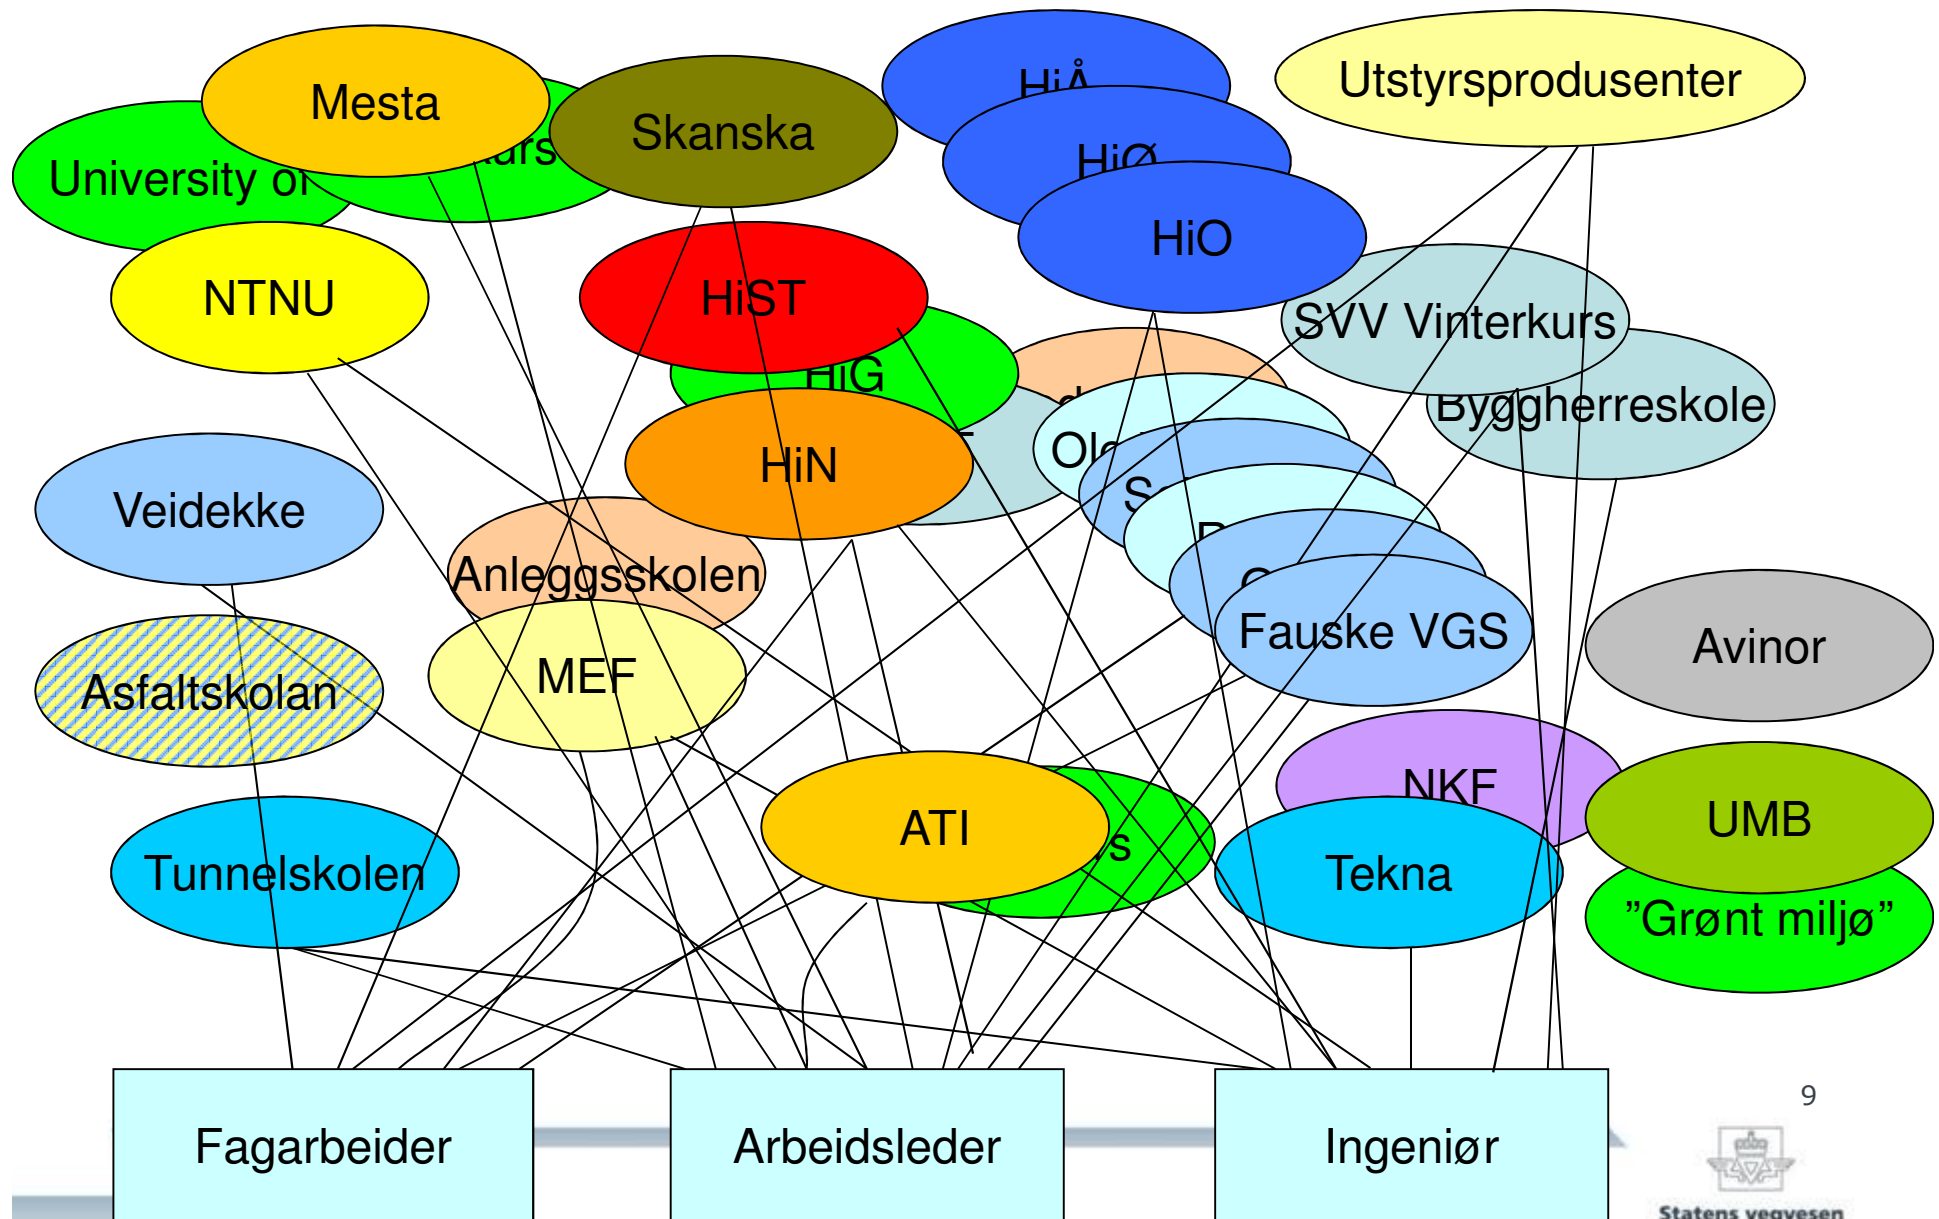 Mesta
Skanska
HiÅ
Utstyrsprodusenter
University of
HiØ
HiO
NTNU
HiST
SVV Vinterkurs
HiG
Byggherreskole
HiN
Veidekke
Anleggsskolen
Fauske VGS
Avinor
Asfaltskolan
MEF
NKF
UMB
ATI
Tekna
Tunnelskolen
”Grønt miljø”
9
Fagarbeider
Arbeidsleder
Ingeniør
Statens vegvesen